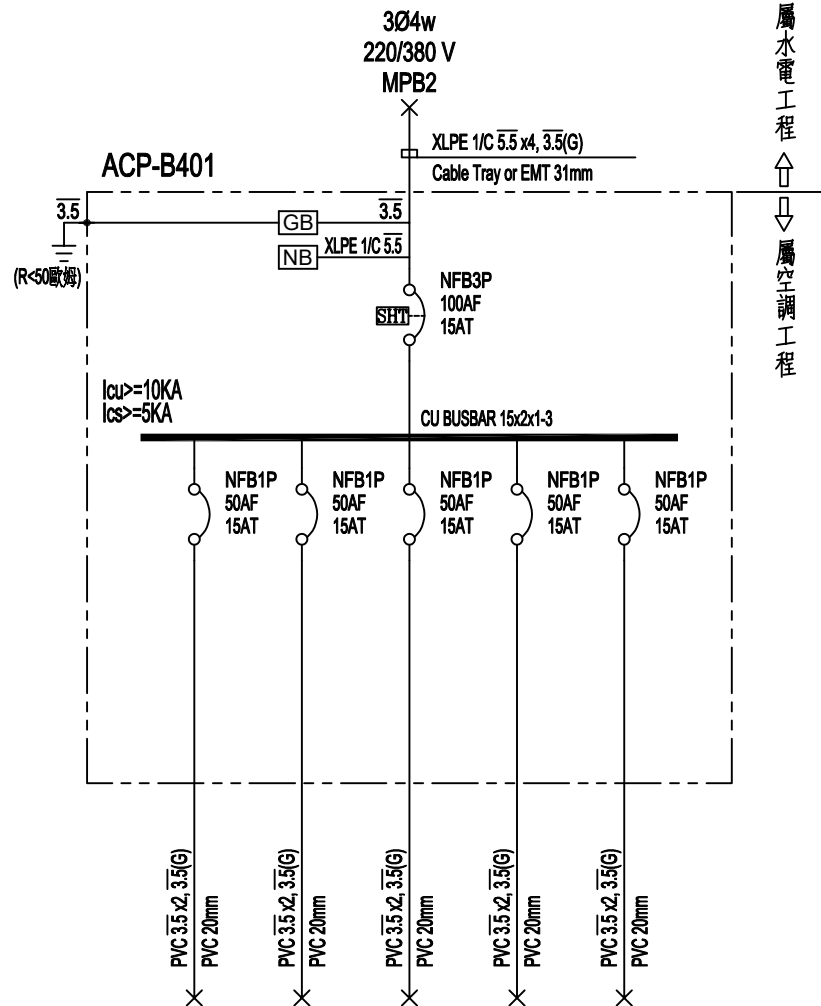 3Ø4w
220/380 V
MPB2
屬水電工程
XLPE 1/C 5.5 x4, 3.5(G)
Cable Tray or EMT 31mm
ACP-B401
3.5
GB
3.5
NB
XLPE 1/C 5.5
(R<50歐姆)
屬空調工程
NFB3P
100AF
15AT
SHT
Icu>=10KA
Ics>=5KA
CU BUSBAR 15x2x1-3
NFB1P
50AF
15AT
NFB1P
50AF
15AT
NFB1P
50AF
15AT
NFB1P
50AF
15AT
NFB1P
50AF
15AT
PVC 3.5 x2, 3.5(G)
PVC 20mm
PVC 3.5 x2, 3.5(G)
PVC 20mm
PVC 3.5 x2, 3.5(G)
PVC 20mm
PVC 3.5 x2, 3.5(G)
PVC 20mm
PVC 3.5 x2, 3.5(G)
PVC 20mm